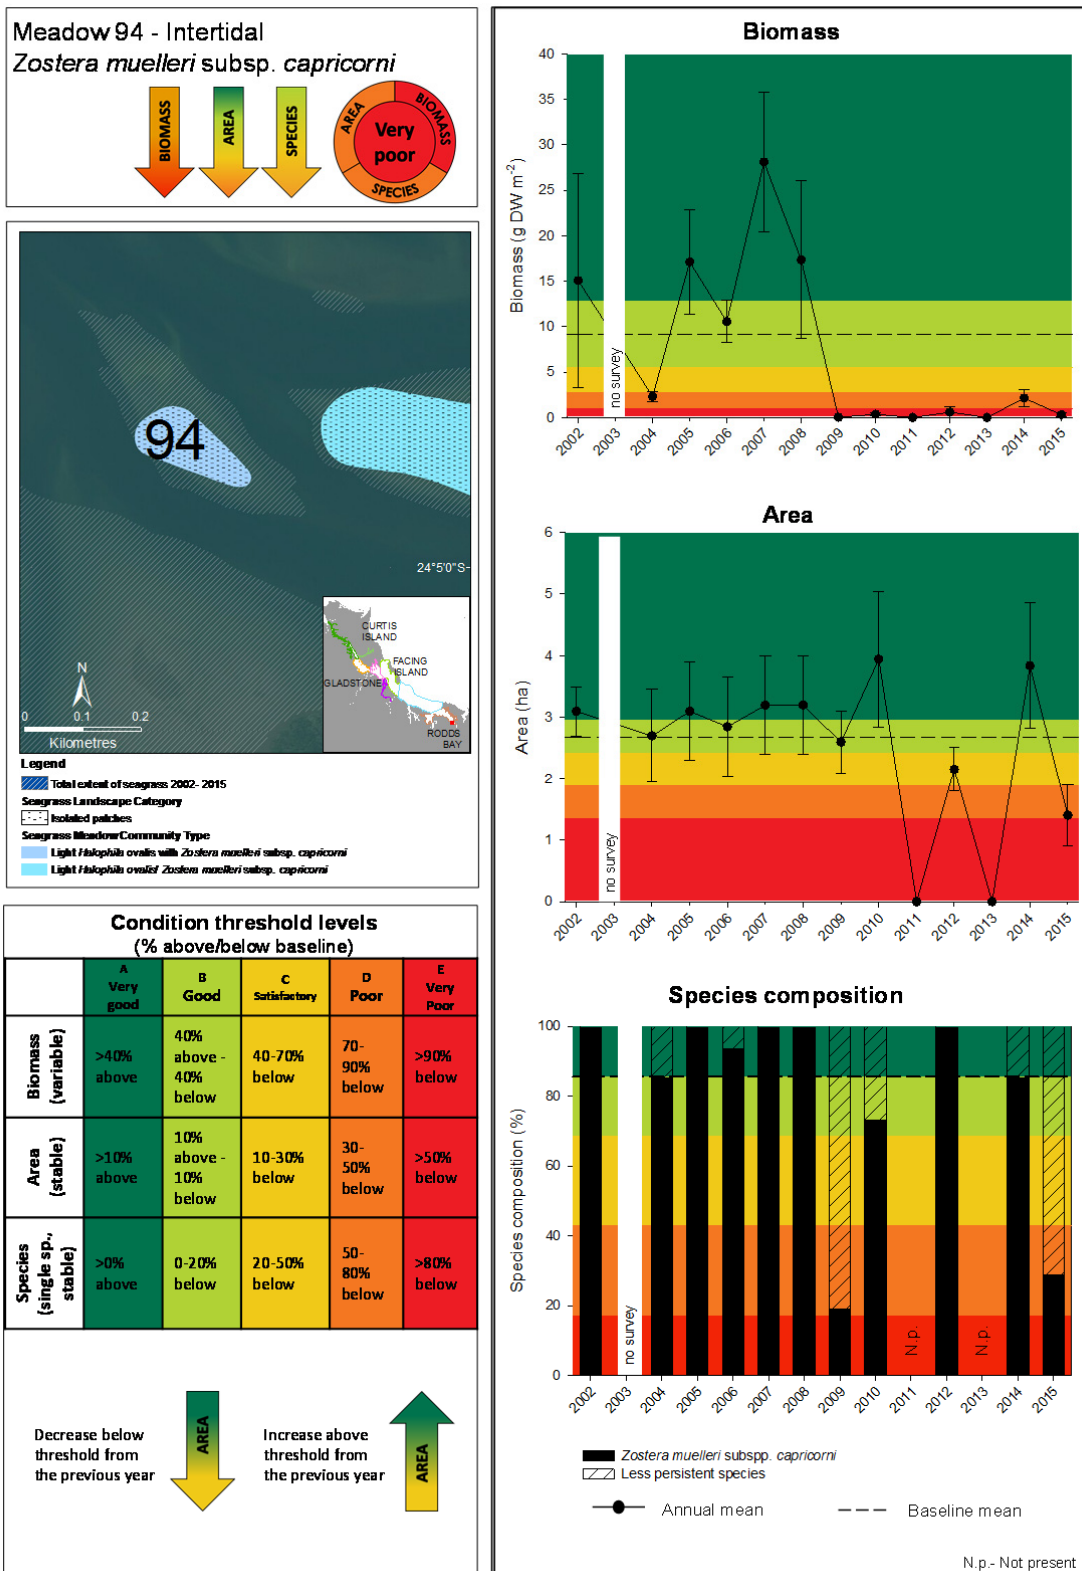 Meadow 94 - Intertidal
Zostera muelleri subsp. capricorni
BIOMASS
AREA
SPECIES
AREA
BIOMASS
Very
poor
SPECIES
94
24°5'0"S
CURTIS
ISLAND
FACING
ISLAND
GLADSTONE
RODDS
BAY
N
0 0.1 0.2
Kilometres
Legend
Total extent of seagrass 2002- 2015
Seagrass Landscape Category
Isolated patches
Seagrass Meadow Community Type
Light Halophila ovalis with Zostera muelleri subsp. capricorni
Light Halophila ovalis/ Zostera muelleri subsp. capricorni
Condition threshold levels
(% above/below baseline)
A
Very
good
B
Good
C
Satisfactory
D
Poor
E
Very
Poor
Biomass
(variable)
>40%
above
40%
above -
40%
below
40-70%
below
70-
90%
below
>90%
below
Area
(stable)
>10%
above
10%
above -
10%
below
10-30%
below
30-
50%
below
>50%
below
Species
(single sp.,
stable)
>0%
above
0-20%
below
20-50%
below
50-
80%
below
>80%
below
Decrease below
threshold from
the previous year
AREA
Increase above
threshold from
the previous year
AREA
Biomass
Biomass (g DW m-2)
40
35
30
25
20
15
10
5
0
no survey
2002 2003 2004 2005 2006 2007 2008 2009 2010 2011 2012 2013 2014 2015
Area
Area (ha)
6
5
4
3
2
1
0
no survey
2002 2003 2004 2005 2006 2007 2008 2009 2010 2011 2012 2013 2014 2015
Species composition
Species composition (%)
100
80
60
40
20
0
no survey
N.p.
N.p.
2002 2003 2004 2005 2006 2007 2008 2009 2010 2011 2012 2013 2014 2015
Zostera muelleri subspp. capricorni
Less persistent species
Annual mean
Baseline mean
N.p.- Not present